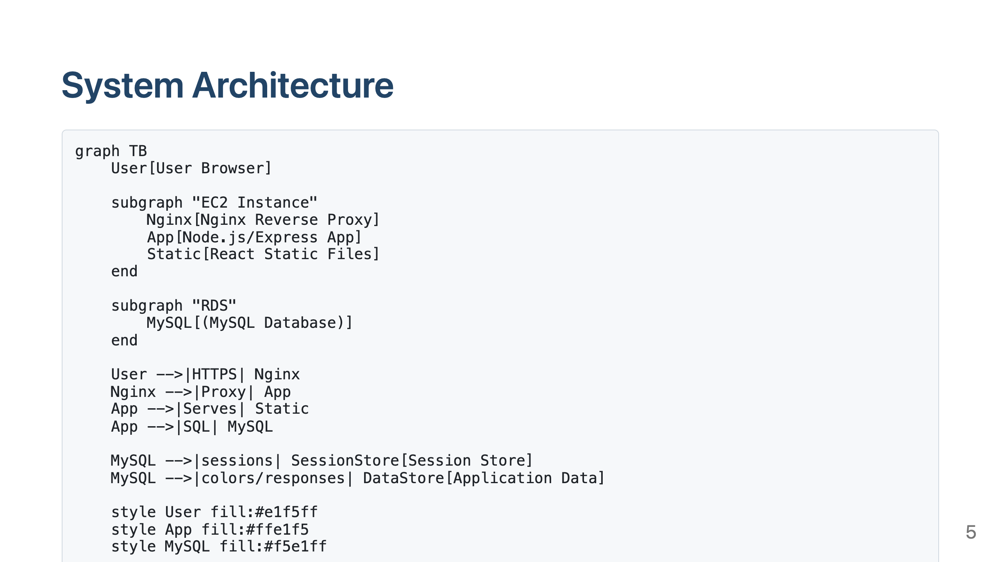 System Architecture
graph TB
    User[User Browser]

    subgraph "EC2 Instance"
        Nginx[Nginx Reverse Proxy]
        App[Node.js/Express App]
        Static[React Static Files]
    end

    subgraph "RDS"
        MySQL[(MySQL Database)]
    end

    User -->|HTTPS| Nginx
    Nginx -->|Proxy| App
    App -->|Serves| Static
    App -->|SQL| MySQL

    MySQL -->|sessions| SessionStore[Session Store]
    MySQL -->|colors/responses| DataStore[Application Data]

    style User fill:#e1f5ff
    style App fill:#ffe1f5
    style MySQL fill:#f5e1ff
5